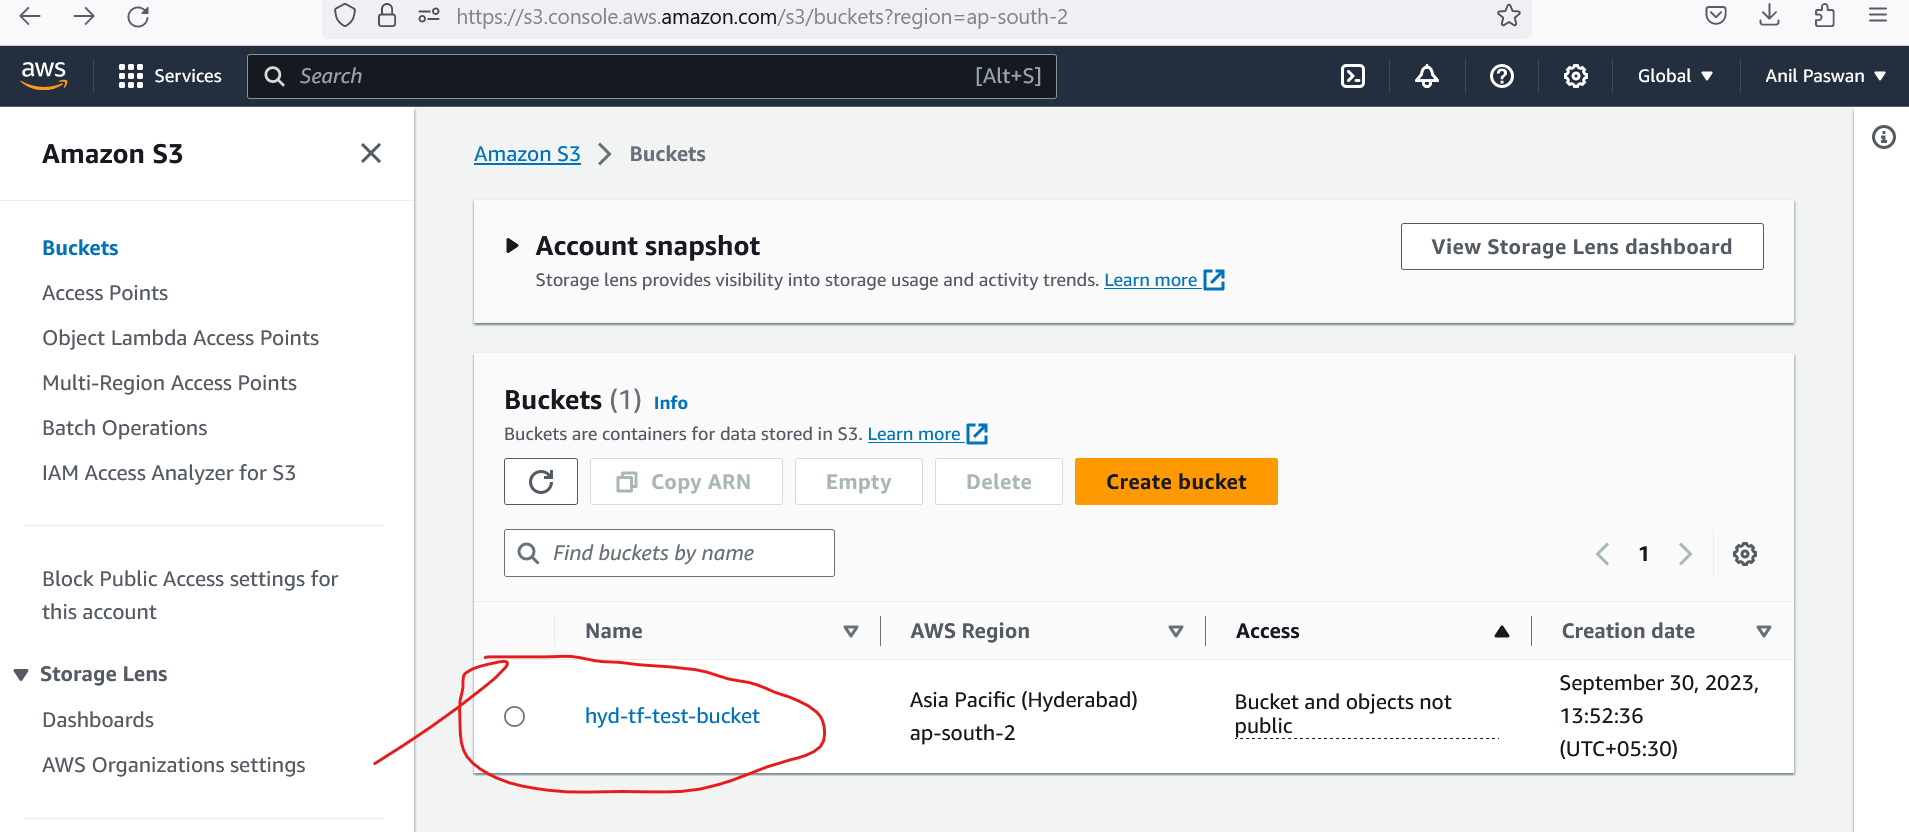 https://s3.console.aws.amazon.com/s3/buckets?region=ap-south-2
aws
Services
Search
[Alt+S]
Global
Anil Paswan
Amazon S3
Buckets
Access Points
Object Lambda Access Points
Multi-Region Access Points
Batch Operations
IAM Access Analyzer for S3
Block Public Access settings for
this account
Storage Lens
Dashboards
AWS Organizations settings
Amazon S3 > Buckets
Account snapshot
Storage lens provides visibility into storage usage and activity trends. Learn more
View Storage Lens dashboard
Buckets (1) Info
Buckets are containers for data stored in S3. Learn more
Copy ARN
Empty
Delete
Create bucket
Find buckets by name
1
Name
AWS Region
Access
Creation date
hyd-tf-test-bucket
Asia Pacific (Hyderabad)
ap-south-2
Bucket and objects not
public
September 30, 2023,
13:52:36
(UTC+05:30)